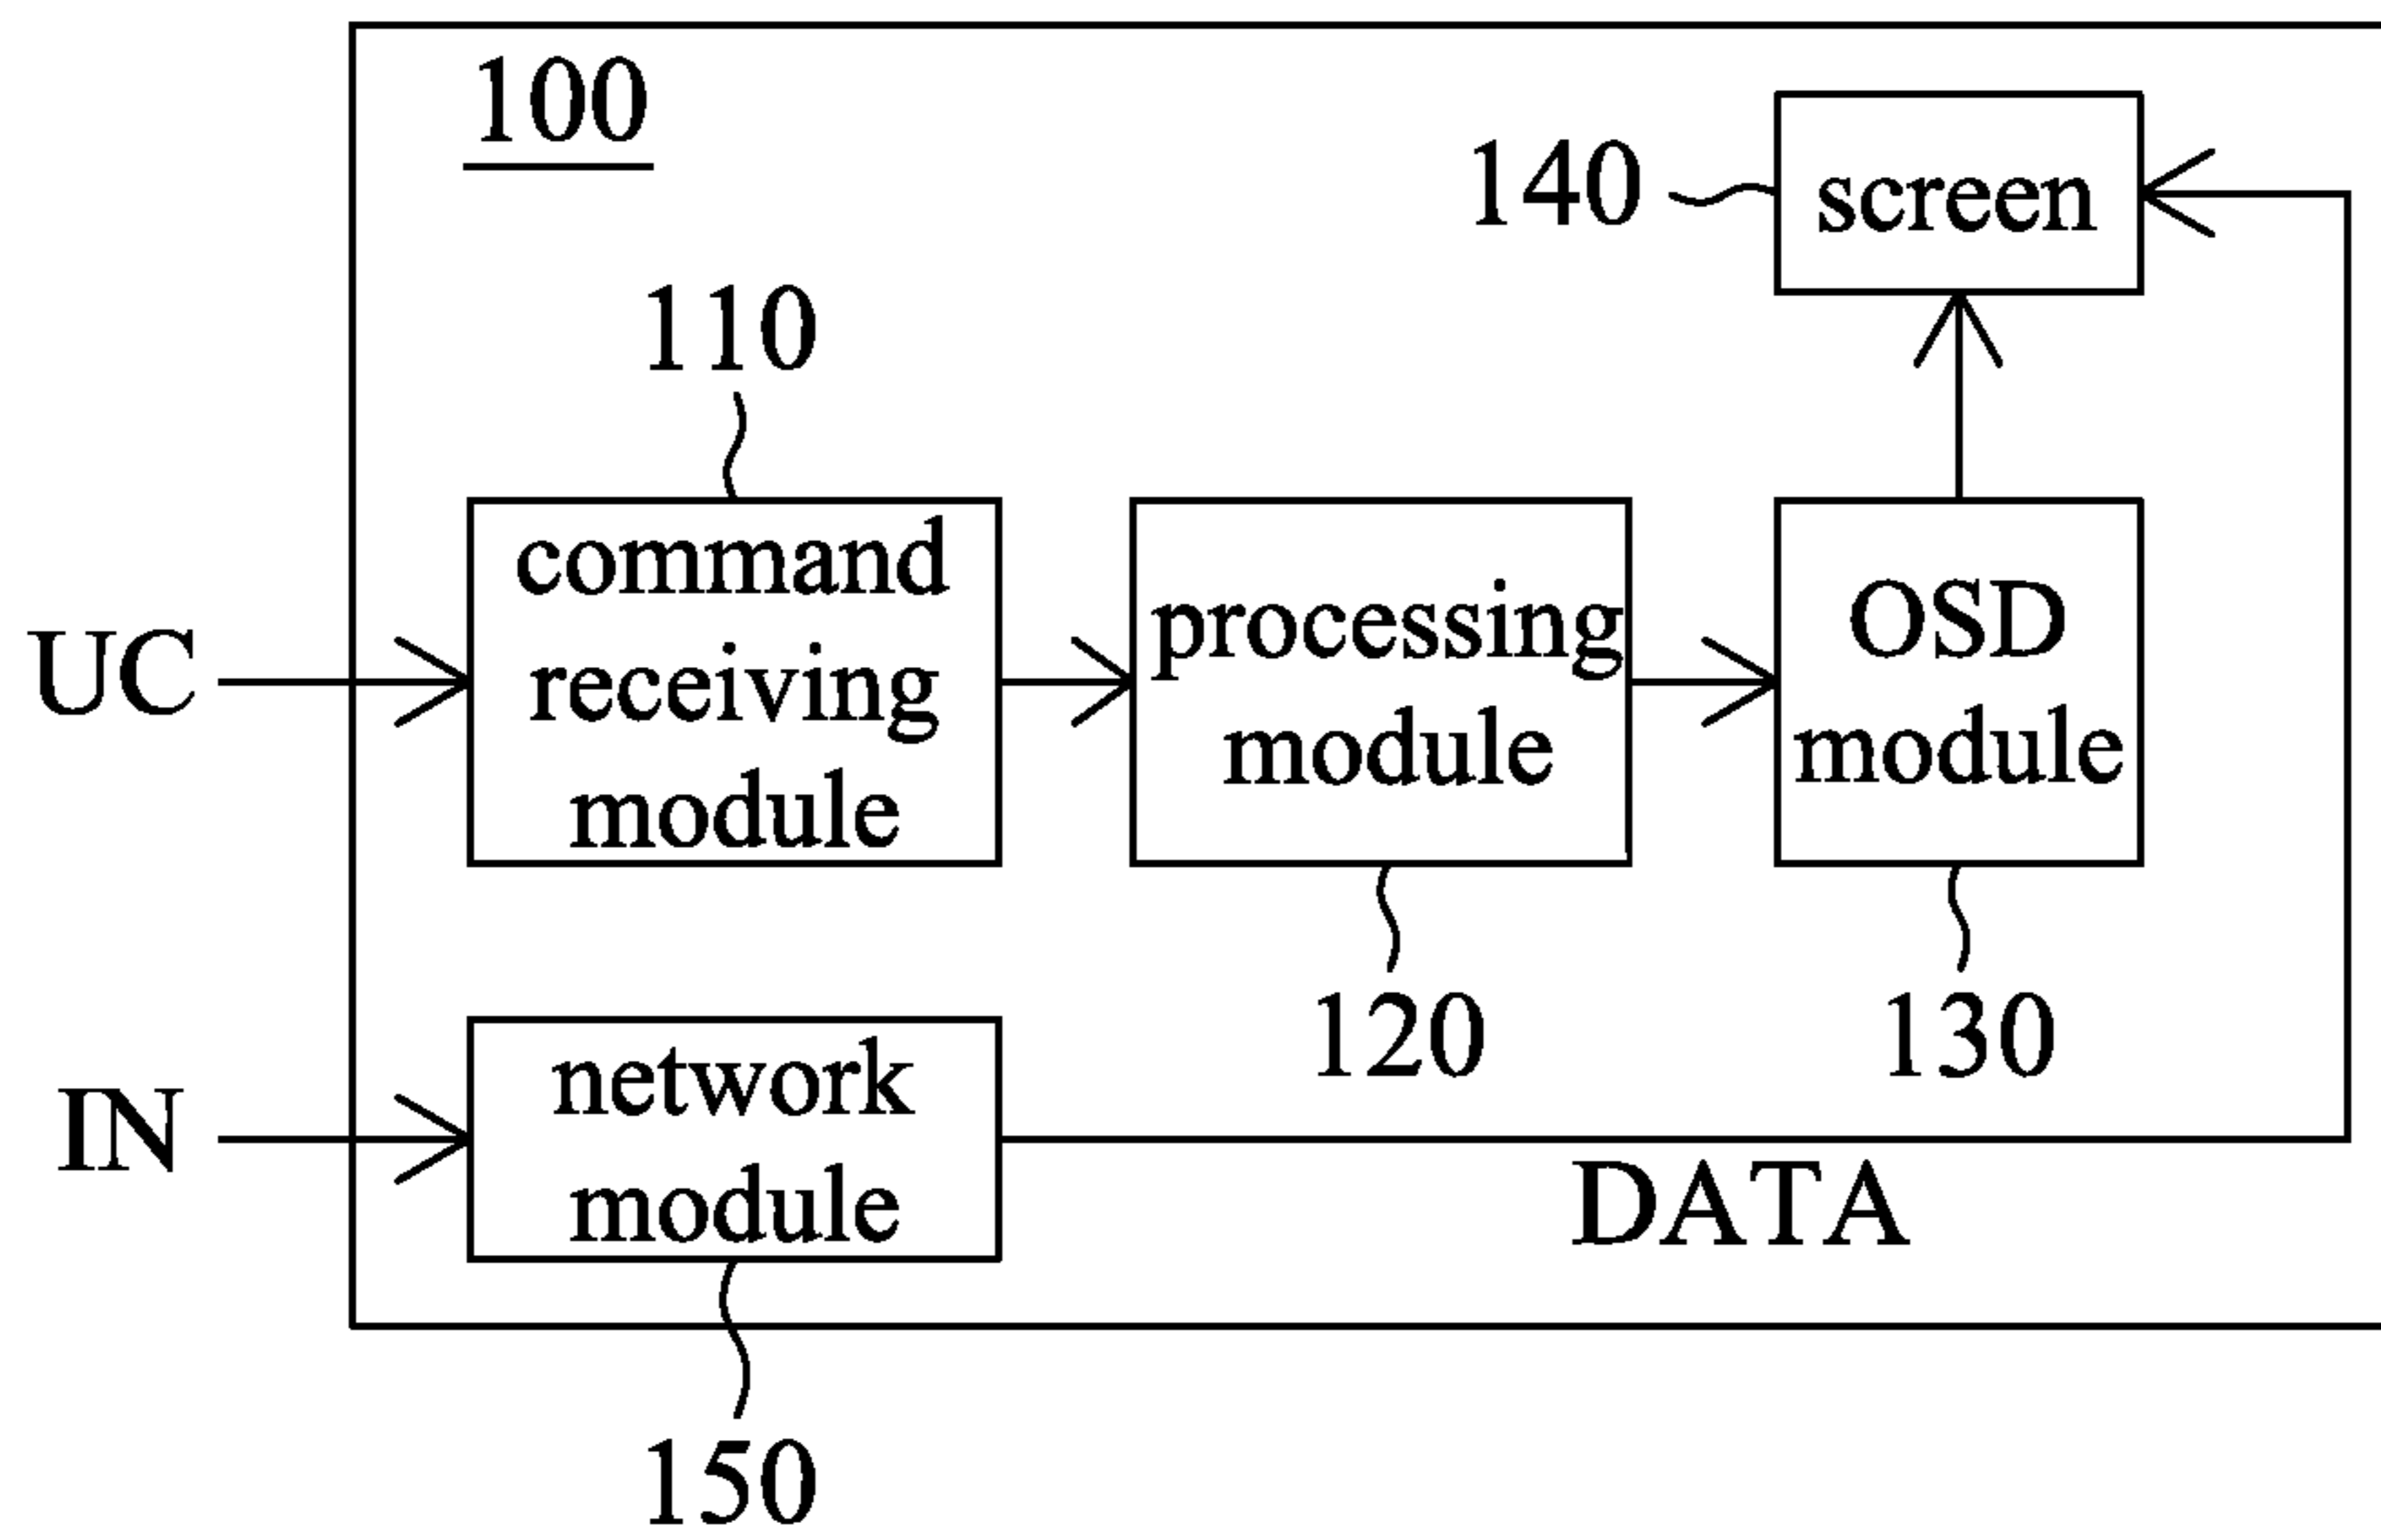 100
140
screen
110
UC
command
receiving
module
processing
module
OSD
module
120
130
IN
network
module
DATA
150